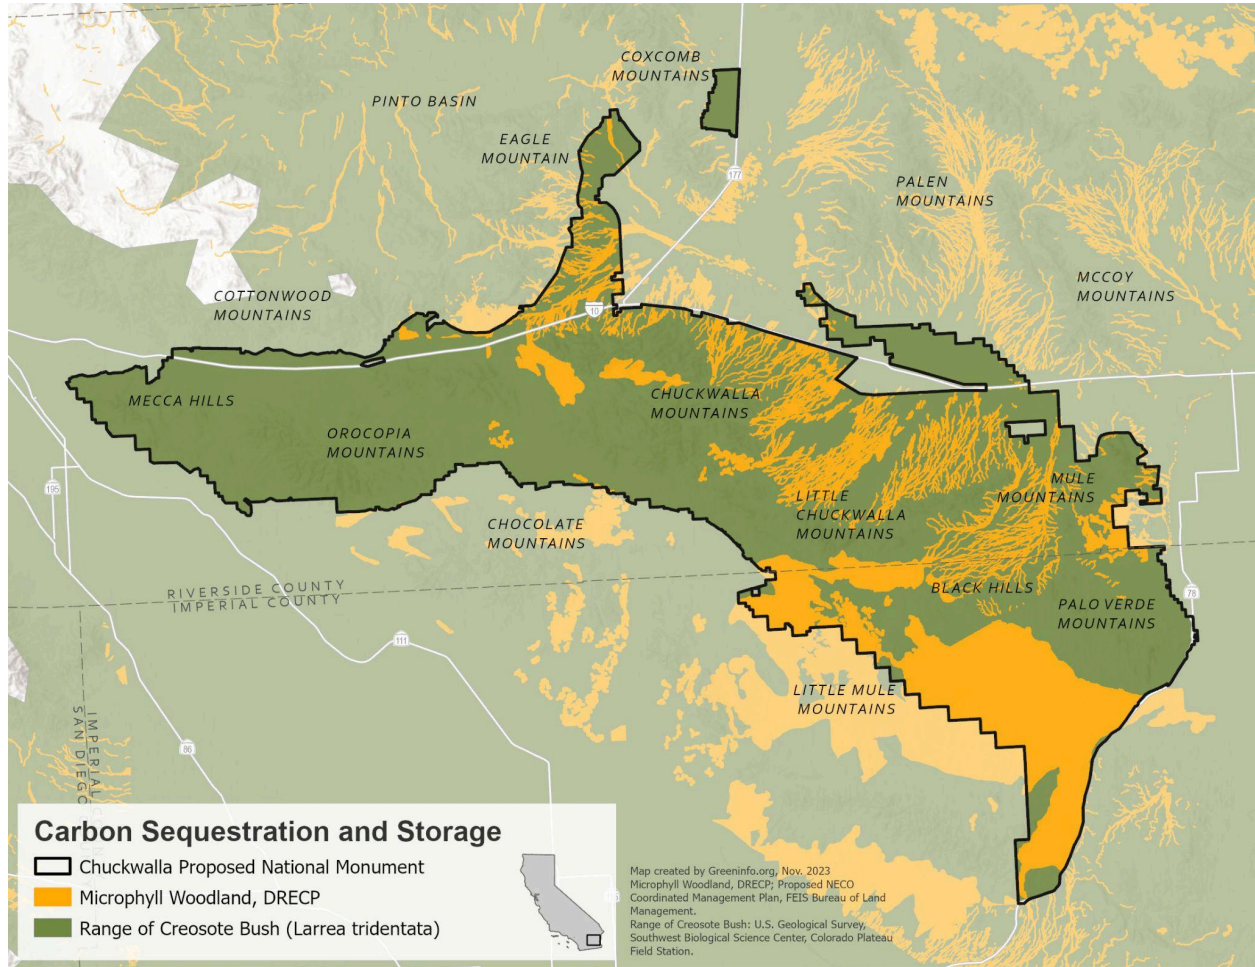 COXCOMB
MOUNTAINS
PINTO BASIN
EAGLE
MOUNTAIN
177
PALEN
MOUNTAINS
MCCOY
MOUNTAINS
COTTONWOOD
MOUNTAINS
10
MECCA HILLS
CHUCKWALLA
MOUNTAINS
OROCOPIA
MOUNTAINS
195
MULE
MOUNTAINS
LITTLE
CHUCKWALLA
MOUNTAINS
CHOCOLATE
MOUNTAINS
RIVERSIDE COUNTY
IMPERIAL COUNTY
BLACK HILLS
78
PALO VERDE
MOUNTAINS
111
LITTLE MULE
MOUNTAINS
86
Carbon Sequestration and Storage
Chuckwalla Proposed National Monument
Microphyll Woodland, DRECP
Range of Creosote Bush (Larrea tridentata)
Map created by Greeninfo.org, Nov. 2023
Microphyll Woodland, DRECP; Proposed NECO
Coordinated Management Plan, FEIS Bureau of Land
Management.
Range of Creosote Bush: U.S. Geological Survey,
Southwest Biological Science Center, Colorado Plateau
Field Station.